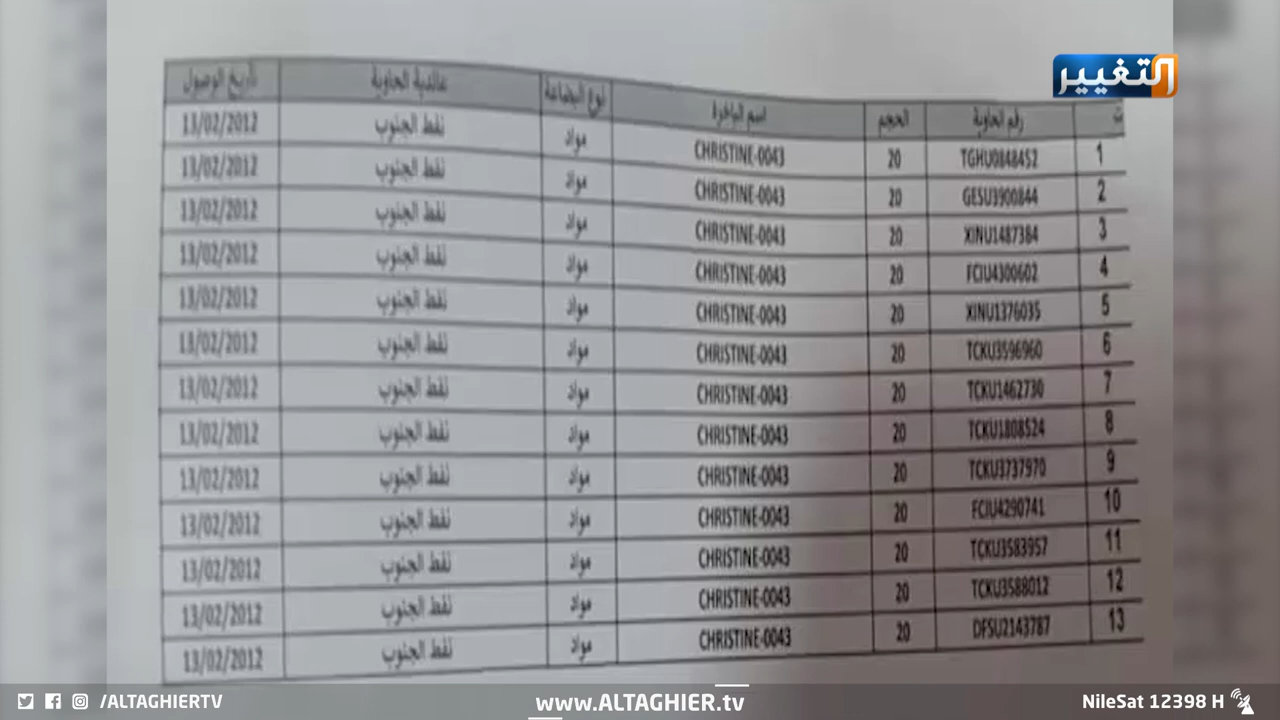 التغيير
ت رقم الحاوية الحجم اسم الباخرة نوع البضاعة عائدية الحاوية تأريخ الوصول
1 TGHU0848452 20 CHRISTINE-0043 مواد نفط الجنوب 13/02/2012
2 GESU3900844 20 CHRISTINE-0043 مواد نفط الجنوب 13/02/2012
3 XINU1487384 20 CHRISTINE-0043 مواد نفط الجنوب 13/02/2012
4 FCIU4300602 20 CHRISTINE-0043 مواد نفط الجنوب 13/02/2012
5 XINU1376035 20 CHRISTINE-0043 مواد نفط الجنوب 13/02/2012
6 TCKU3596960 20 CHRISTINE-0043 مواد نفط الجنوب 13/02/2012
7 TCKU1462730 20 CHRISTINE-0043 مواد نفط الجنوب 13/02/2012
8 TCKU1808524 20 CHRISTINE-0043 مواد نفط الجنوب 13/02/2012
9 TCKU3737970 20 CHRISTINE-0043 مواد نفط الجنوب 13/02/2012
10 FCIU4290741 20 CHRISTINE-0043 مواد نفط الجنوب 13/02/2012
11 TCKU3583957 20 CHRISTINE-0043 مواد نفط الجنوب 13/02/2012
12 TCKU3588012 20 CHRISTINE-0043 مواد نفط الجنوب 13/02/2012
13 DFSU2143787 20 CHRISTINE-0043 مواد نفط الجنوب 13/02/2012
/ALTAGHIERTV www.ALTAGHIER.tv NileSat 12398 H